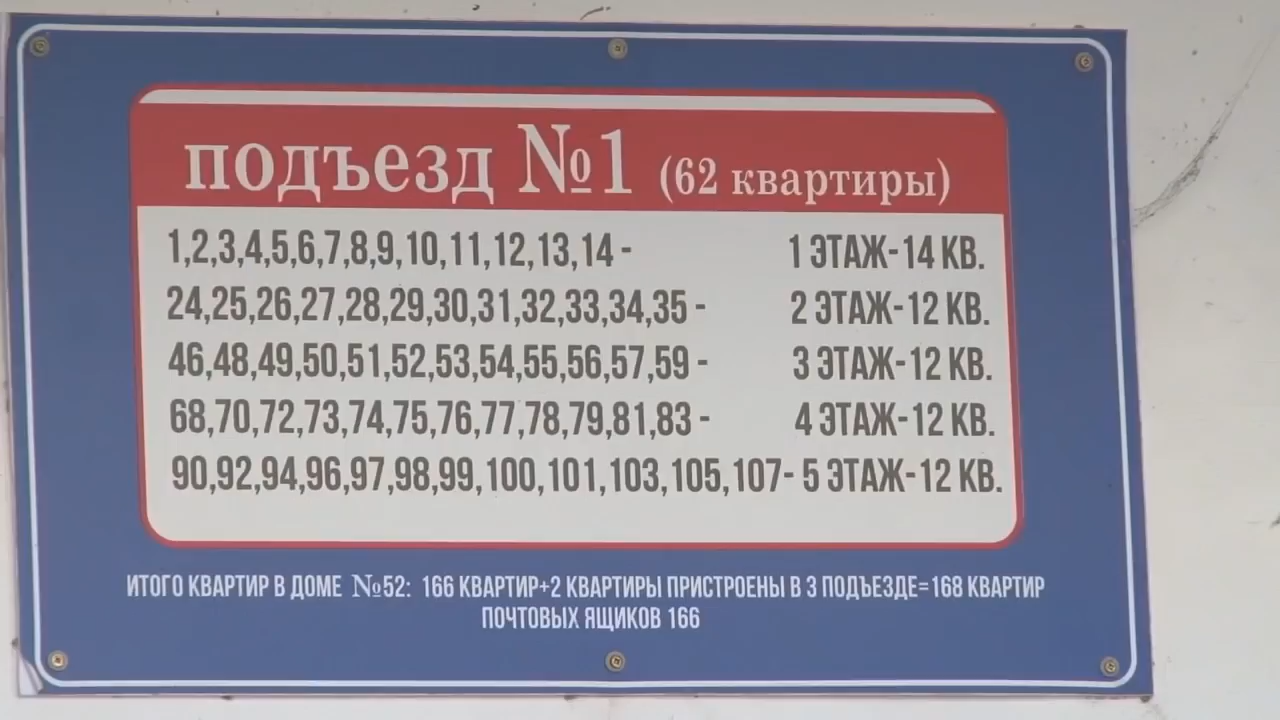 подъезд №1 (62 квартиры)
1,2,3,4,5,6,7,8,9,10,11,12,13,14 - 1 ЭТАЖ-14 КВ.
24,25,26,27,28,29,30,31,32,33,34,35 - 2 ЭТАЖ-12 КВ.
46,48,49,50,51,52,53,54,55,56,57,59 - 3 ЭТАЖ-12 КВ.
68,70,72,73,74,75,76,77,78,79,81,83 - 4 ЭТАЖ-12 КВ.
90,92,94,96,97,98,99,100,101,103,105,107- 5 ЭТАЖ-12 КВ.
ИТОГО КВАРТИР В ДОМЕ №52: 166 КВАРТИР+2 КВАРТИРЫ ПРИСТРОЕНЫ В 3 ПОДЪЕЗДЕ=168 КВАРТИР
ПОЧТОВЫХ ЯЩИКОВ 166